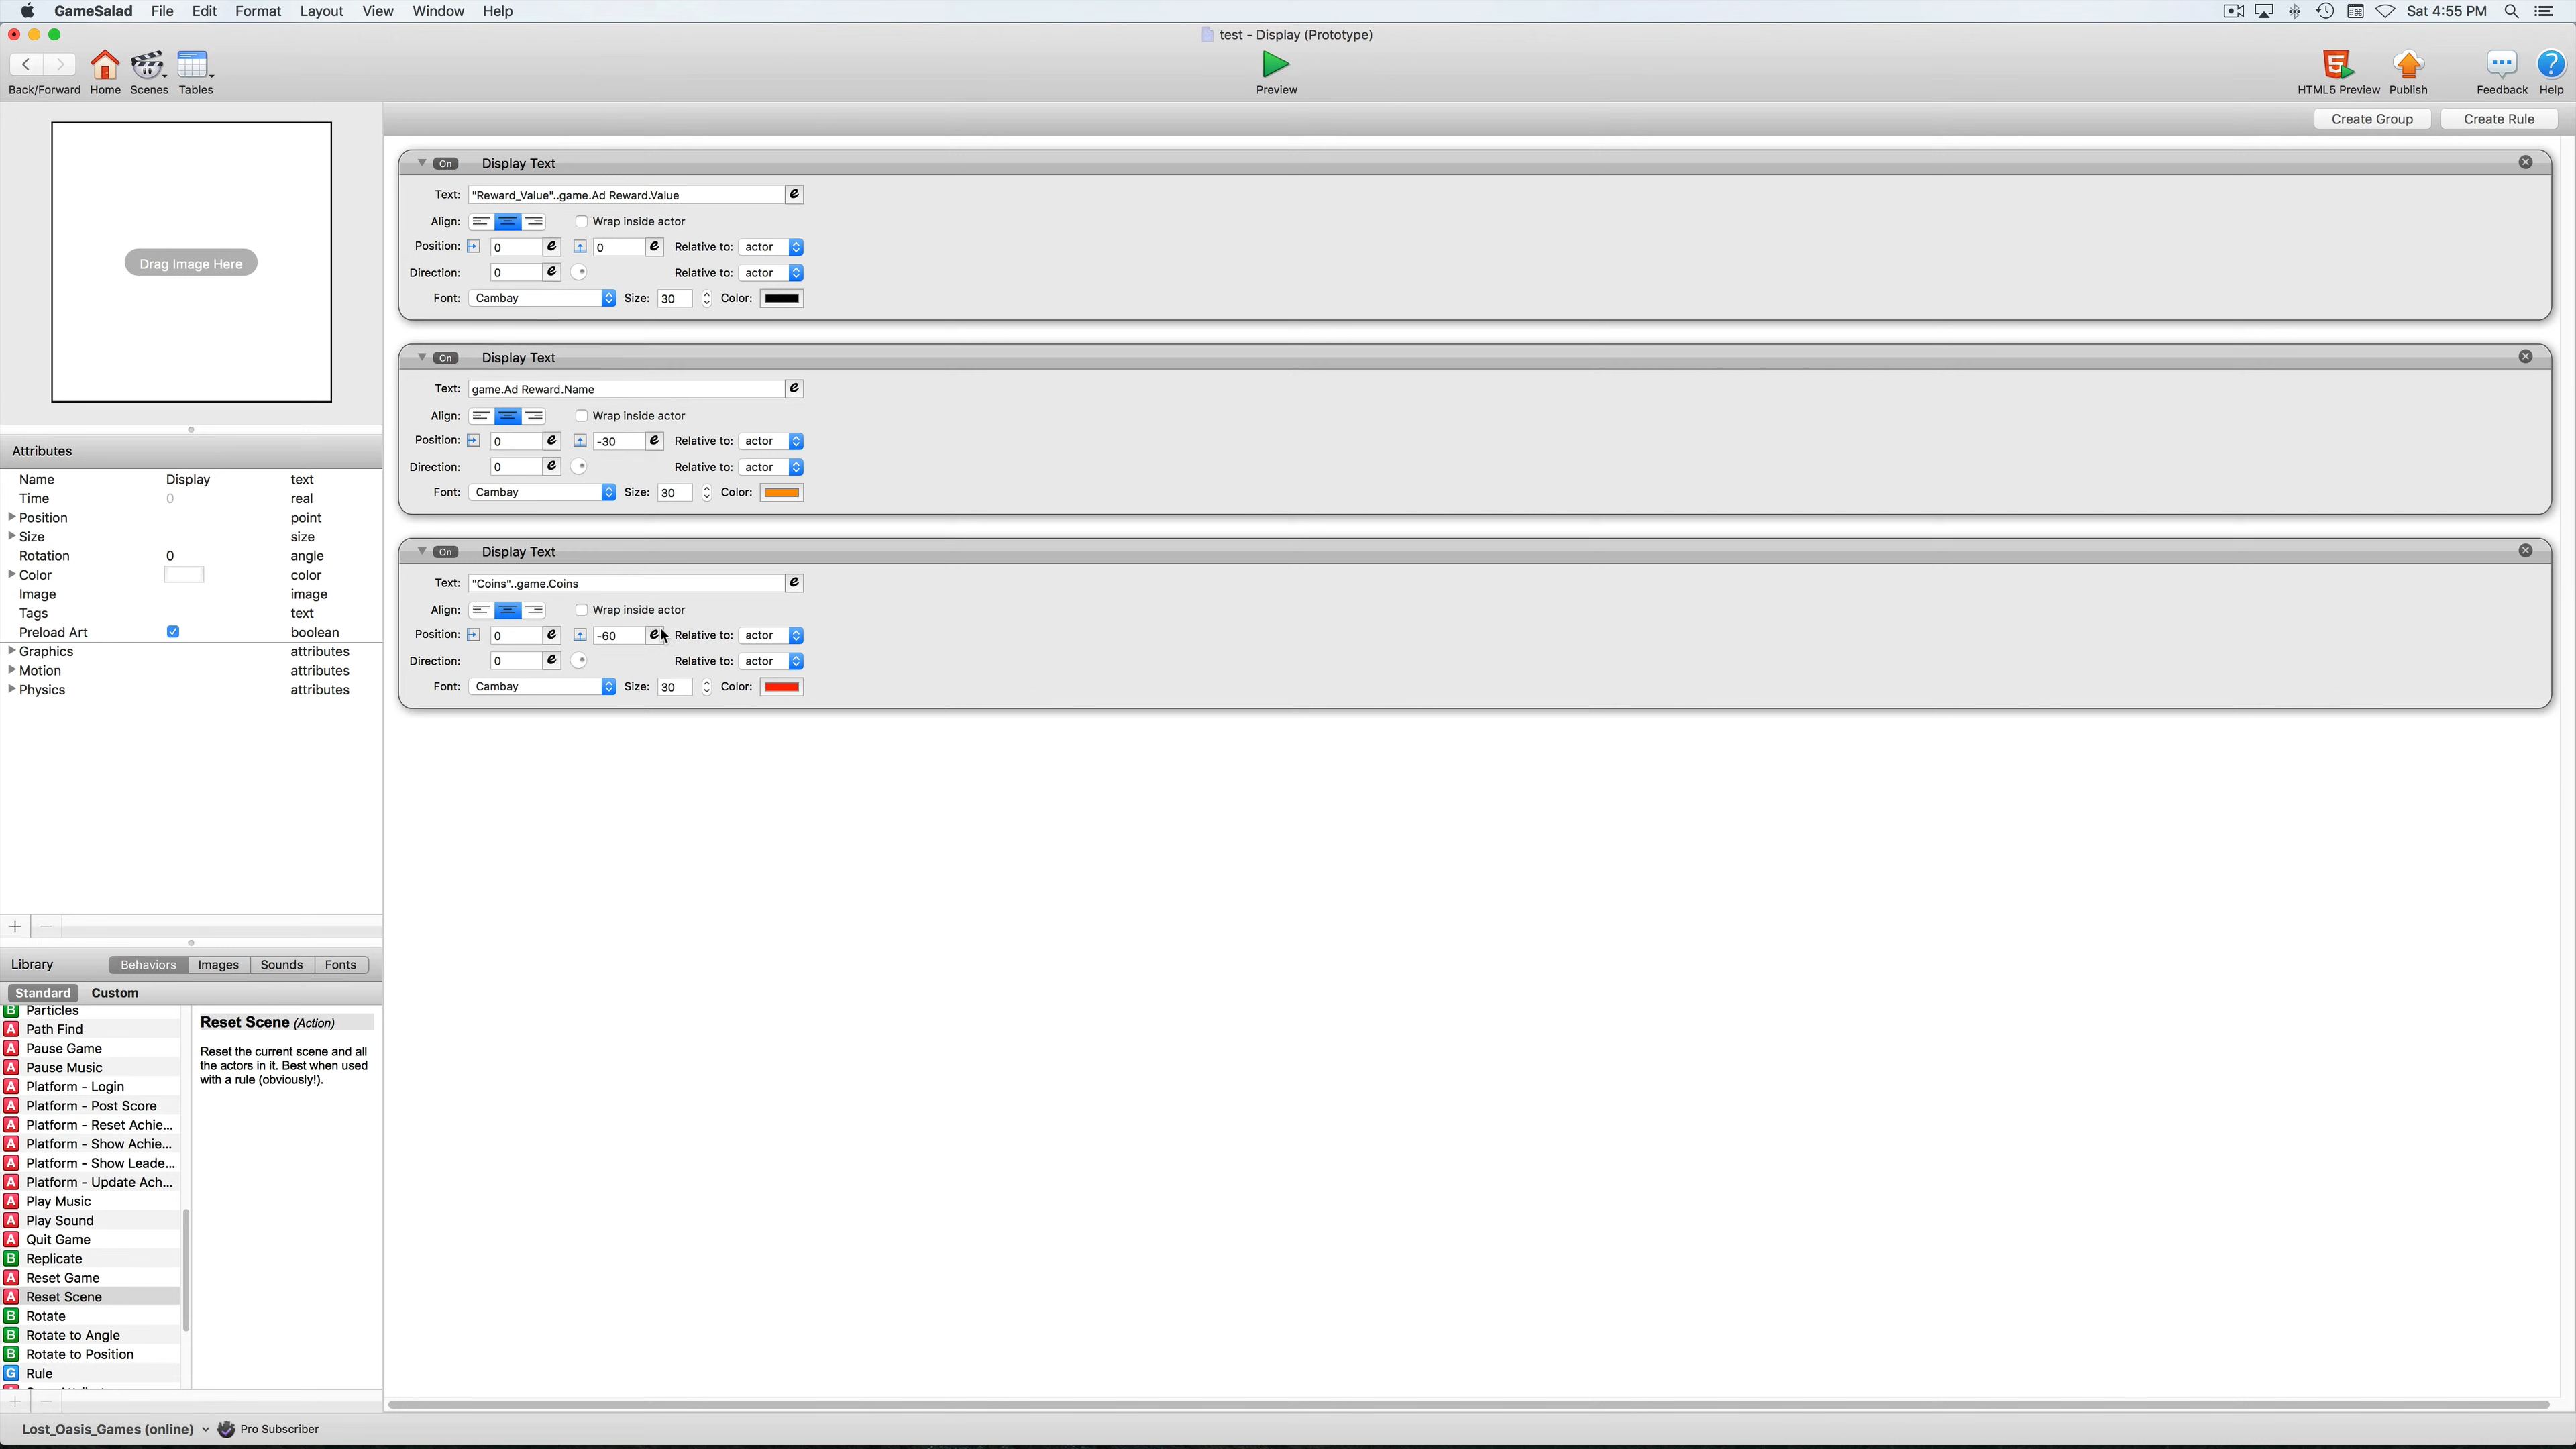 GameSalad File Edit Format Layout View Window Help Sat 4:55 PM
test - Display (Prototype)
Back/Forward Home Scenes Tables Preview HTML5 Preview Publish Feedback Help
Create Group Create Rule
Drag Image Here
On Display Text
Text: "Reward_Value"..game.Ad Reward.Value e
Align: Wrap inside actor
Position: 0 e 0 e Relative to: actor
Direction: 0 e Relative to: actor
Font: Cambay Size: 30 Color:
On Display Text
Text: game.Ad Reward.Name e
Align: Wrap inside actor
Position: 0 e -30 e Relative to: actor
Direction: 0 e Relative to: actor
Font: Cambay Size: 30 Color:
On Display Text
Text: "Coins"..game.Coins e
Align: Wrap inside actor
Position: 0 e -60 e Relative to: actor
Direction: 0 e Relative to: actor
Font: Cambay Size: 30 Color:
Attributes
Name Display text
Time 0 real
Position point
Size size
Rotation 0 angle
Color color
Image image
Tags text
Preload Art boolean
Graphics attributes
Motion attributes
Physics attributes
Library Behaviors Images Sounds Fonts
Standard Custom
B Particles
A Path Find
A Pause Game
A Pause Music
A Platform - Login
A Platform - Post Score
A Platform - Reset Achie...
A Platform - Show Achie...
A Platform - Show Leade...
A Platform - Update Ach...
A Play Music
A Play Sound
A Quit Game
B Replicate
A Reset Game
A Reset Scene
B Rotate
B Rotate to Angle
B Rotate to Position
G Rule
Reset Scene (Action)
Reset the current scene and all
the actors in it. Best when used
with a rule (obviously!).
Lost_Oasis_Games (online) Pro Subscriber